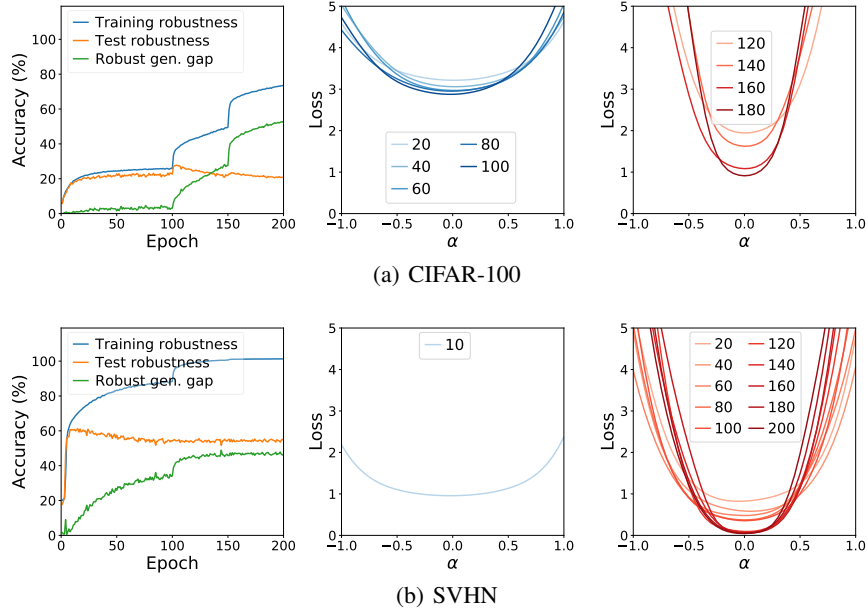 Training robustness
Test robustness
Robust gen. gap
Accuracy (%)
100
80
60
40
20
0
0 50 100 150 200
Epoch
Loss
5
4
3
2
1
0
20 80
40 100
60
−1.0 −0.5 0.0 0.5 1.0
α
Loss
5
4
3
2
1
0
120
140
160
180
−1.0 −0.5 0.0 0.5 1.0
α
(a) CIFAR-100
Training robustness
Test robustness
Robust gen. gap
Accuracy (%)
100
80
60
40
20
0
0 50 100 150 200
Epoch
Loss
5
4
3
2
1
0
10
−1.0 −0.5 0.0 0.5 1.0
α
Loss
5
4
3
2
1
0
20 120
40 140
60 160
80 180
100 200
−1.0 −0.5 0.0 0.5 1.0
α
(b) SVHN